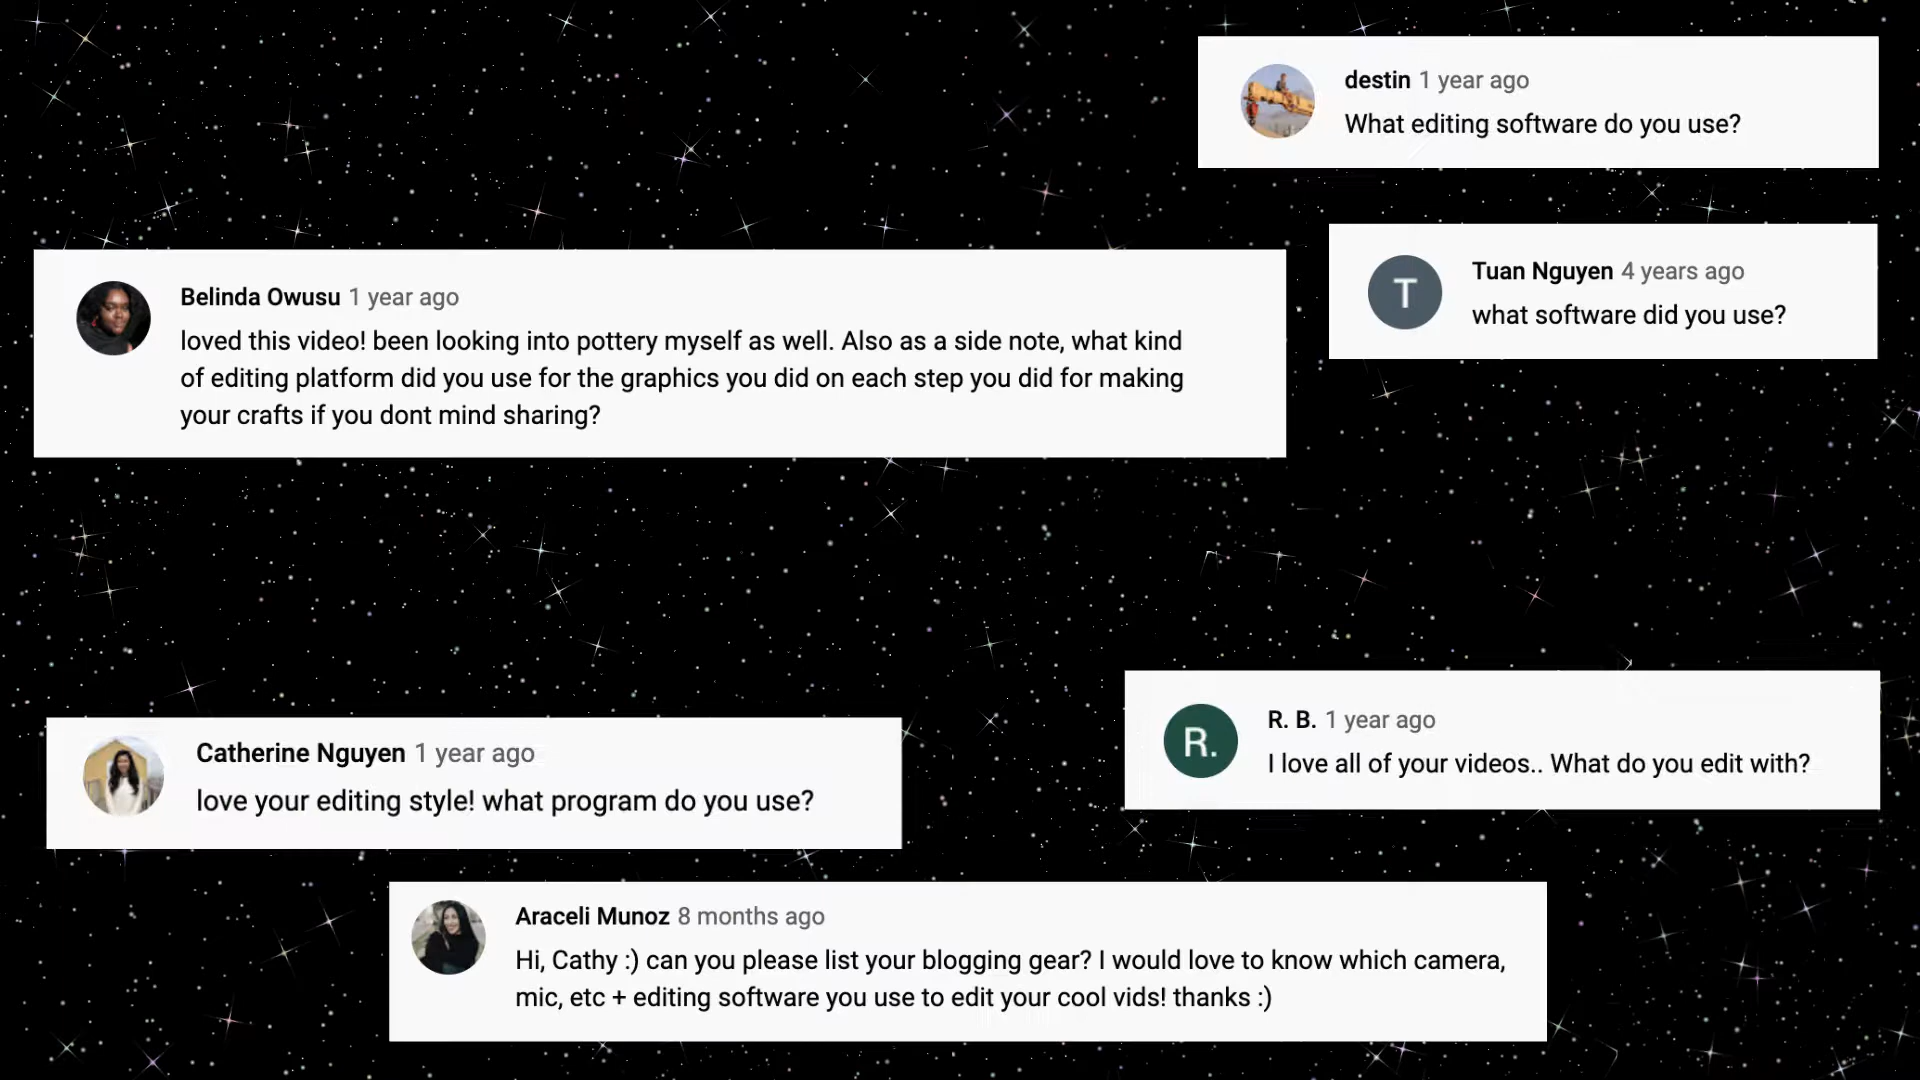 destin 1 year ago
What editing software do you use?
T
Tuan Nguyen 4 years ago
what software did you use?
Belinda Owusu 1 year ago
loved this video! been looking into pottery myself as well. Also as a side note, what kind
of editing platform did you use for the graphics you did on each step you did for making
your crafts if you dont mind sharing?
R.
R. B. 1 year ago
I love all of your videos.. What do you edit with?
Catherine Nguyen 1 year ago
love your editing style! what program do you use?
Araceli Munoz 8 months ago
Hi, Cathy :) can you please list your blogging gear? I would love to know which camera,
mic, etc + editing software you use to edit your cool vids! thanks :)